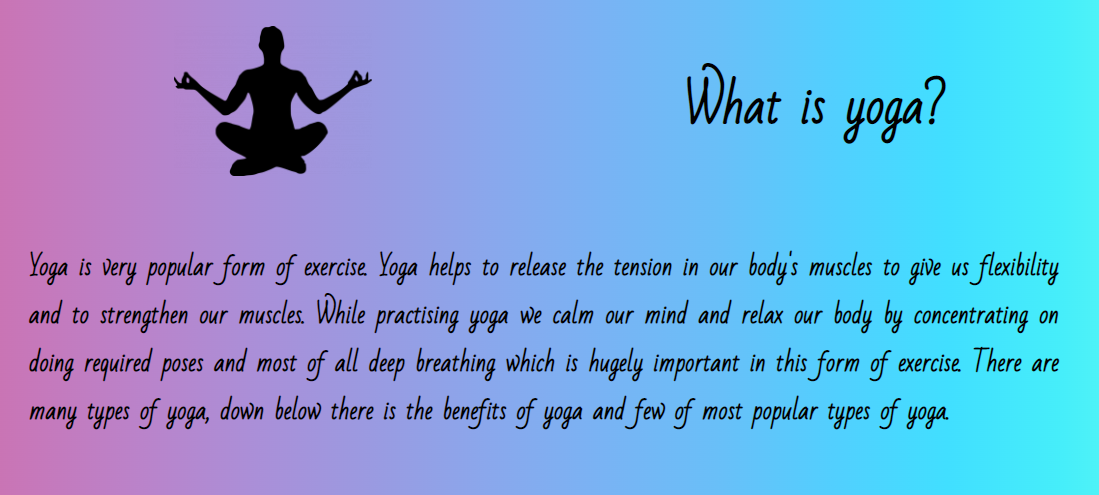 What is yoga?
Yoga is very popular form of exercise. Yoga helps to release the tension in our body's muscles to give us flexibility
and to strengthen our muscles. While practising yoga we calm our mind and relax our body by concentrating on
doing required poses and most of all deep breathing which is hugely important in this form of exercise. There are
many types of yoga, down below there is the benefits of yoga and few of most popular types of yoga.